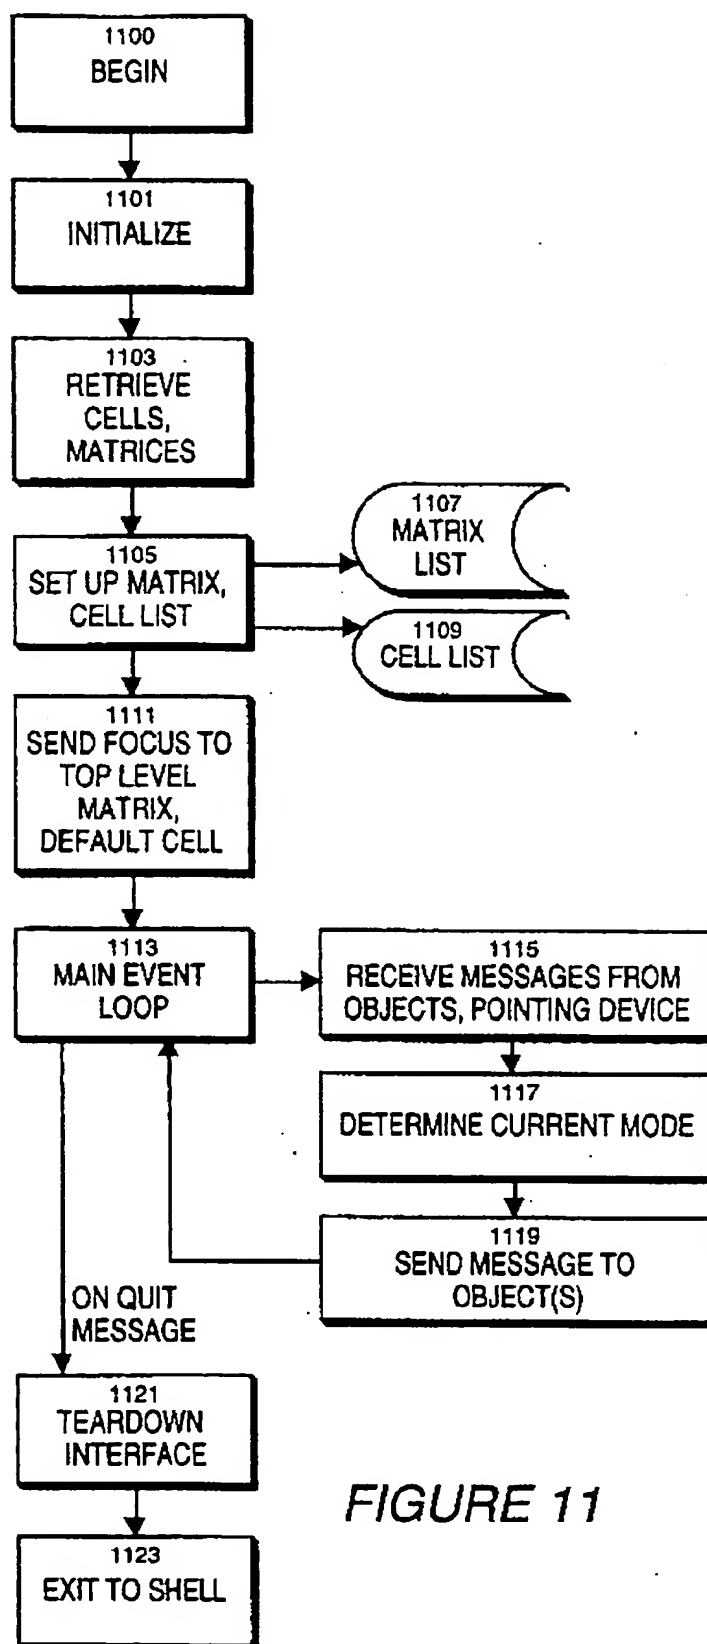 1100
BEGIN
1101
INITIALIZE
1103
RETRIEVE
CELLS,
MATRICES
1105
SET UP MATRIX,
CELL LIST
1107
MATRIX
LIST
1109
CELL LIST
1111
SEND FOCUS TO
TOP LEVEL
MATRIX,
DEFAULT CELL
1113
MAIN EVENT
LOOP
1115
RECEIVE MESSAGES FROM
OBJECTS, POINTING DEVICE
1117
DETERMINE CURRENT MODE
1119
SEND MESSAGE TO
OBJECT(S)
ON QUIT
MESSAGE
1121
TEARDOWN
INTERFACE
1123
EXIT TO SHELL
FIGURE 11